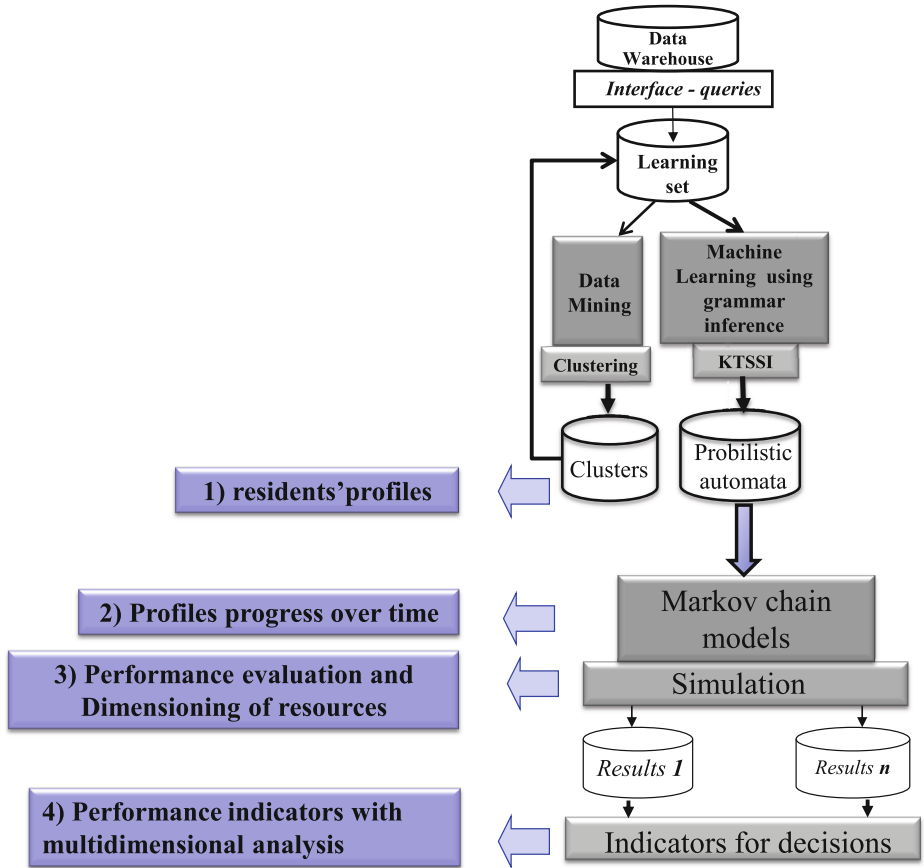 Data
Warehouse
Interface - queries
Learning
set
Data
Mining
Machine
Learning using
grammar
inference
Clustering
KTSSI
Clusters
Probilistic
automata
1) residents'profiles
Markov chain
models
2) Profiles progress over time
3) Performance evaluation and
Dimensioning of resources
Simulation
Results 1
Results n
4) Performance indicators with
multidimensional analysis
Indicators for decisions